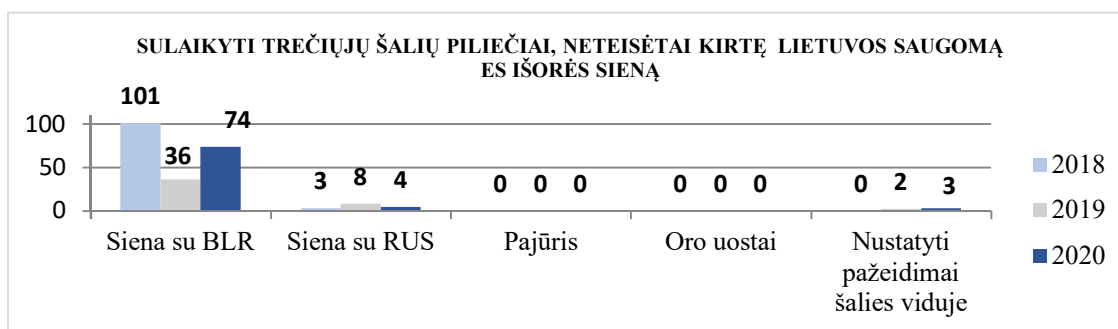 SULAIKYTI TREČIŲJŲ ŠALIŲ PILIEČIAI, NETEISĖTAI KIRTĘ LIETUVOS SAUGOMĄ
ES IŠORĖS SIENĄ
101
36
74
3
8
4
0
0
0
0
0
0
0
2
3
100
50
0
Siena su BLR
Siena su RUS
Pajūris
Oro uostai
Nustatyti
pažeidimai
šalies viduje
2018
2019
2020